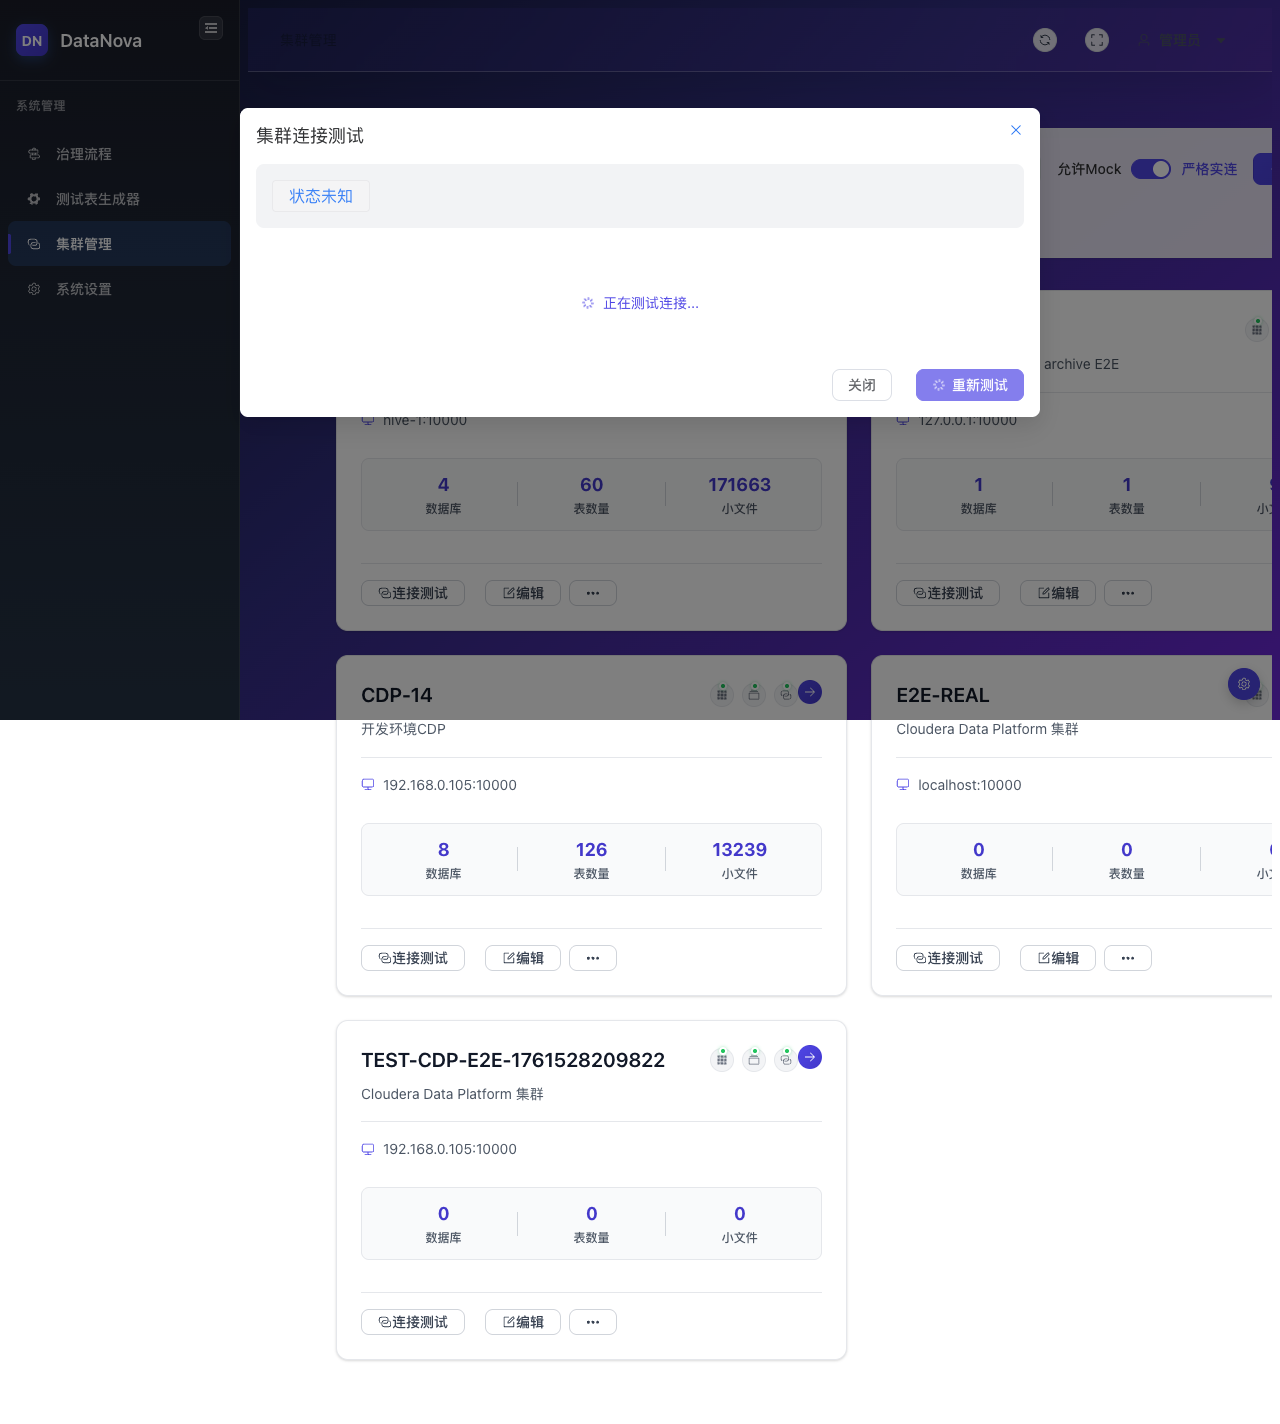 DN DataNova
系统管理
治理流程
测试表生成器
集群管理
系统设置
集群管理
管理员
集群连接测试
状态未知
正在测试连接...
关闭
重新测试
允许Mock 严格实连
archive E2E
hive-1:10000
4 60 171663
数据库 表数量 小文件
连接测试 编辑 •••
127.0.0.1:10000
1 1
数据库 表数量
连接测试 编辑 •••
CDP-14
开发环境CDP
192.168.0.105:10000
8 126 13239
数据库 表数量 小文件
连接测试 编辑 •••
E2E-REAL
Cloudera Data Platform 集群
localhost:10000
0 0
数据库 表数量
连接测试 编辑 •••
TEST-CDP-E2E-1761528209822
Cloudera Data Platform 集群
192.168.0.105:10000
0 0 0
数据库 表数量 小文件
连接测试 编辑 •••